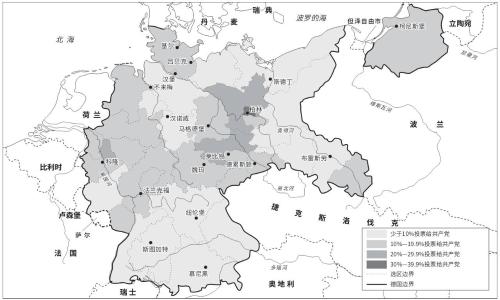 瑞 典
丹 麦
波罗的海
但泽自由市
立陶宛
柯尼斯堡
北 海
基尔
吕贝克
汉堡
不来梅
斯德丁
荷 兰
汉诺威
柏林
马格德堡
波 兰
比利时
科隆
莱比锡
布雷斯劳
魏玛
德累斯顿
法兰克福
卢森堡
捷 克 斯 洛 伐 克
纽伦堡
萨尔
法 国
斯图加特
慕尼黑
多瑙河
瑞士
奥地利
少于10%投票给共产党
10%—19.9%投票给共产党
20%—29.9%投票给共产党
30%—39.9%投票给共产党
选区边界
德国边界